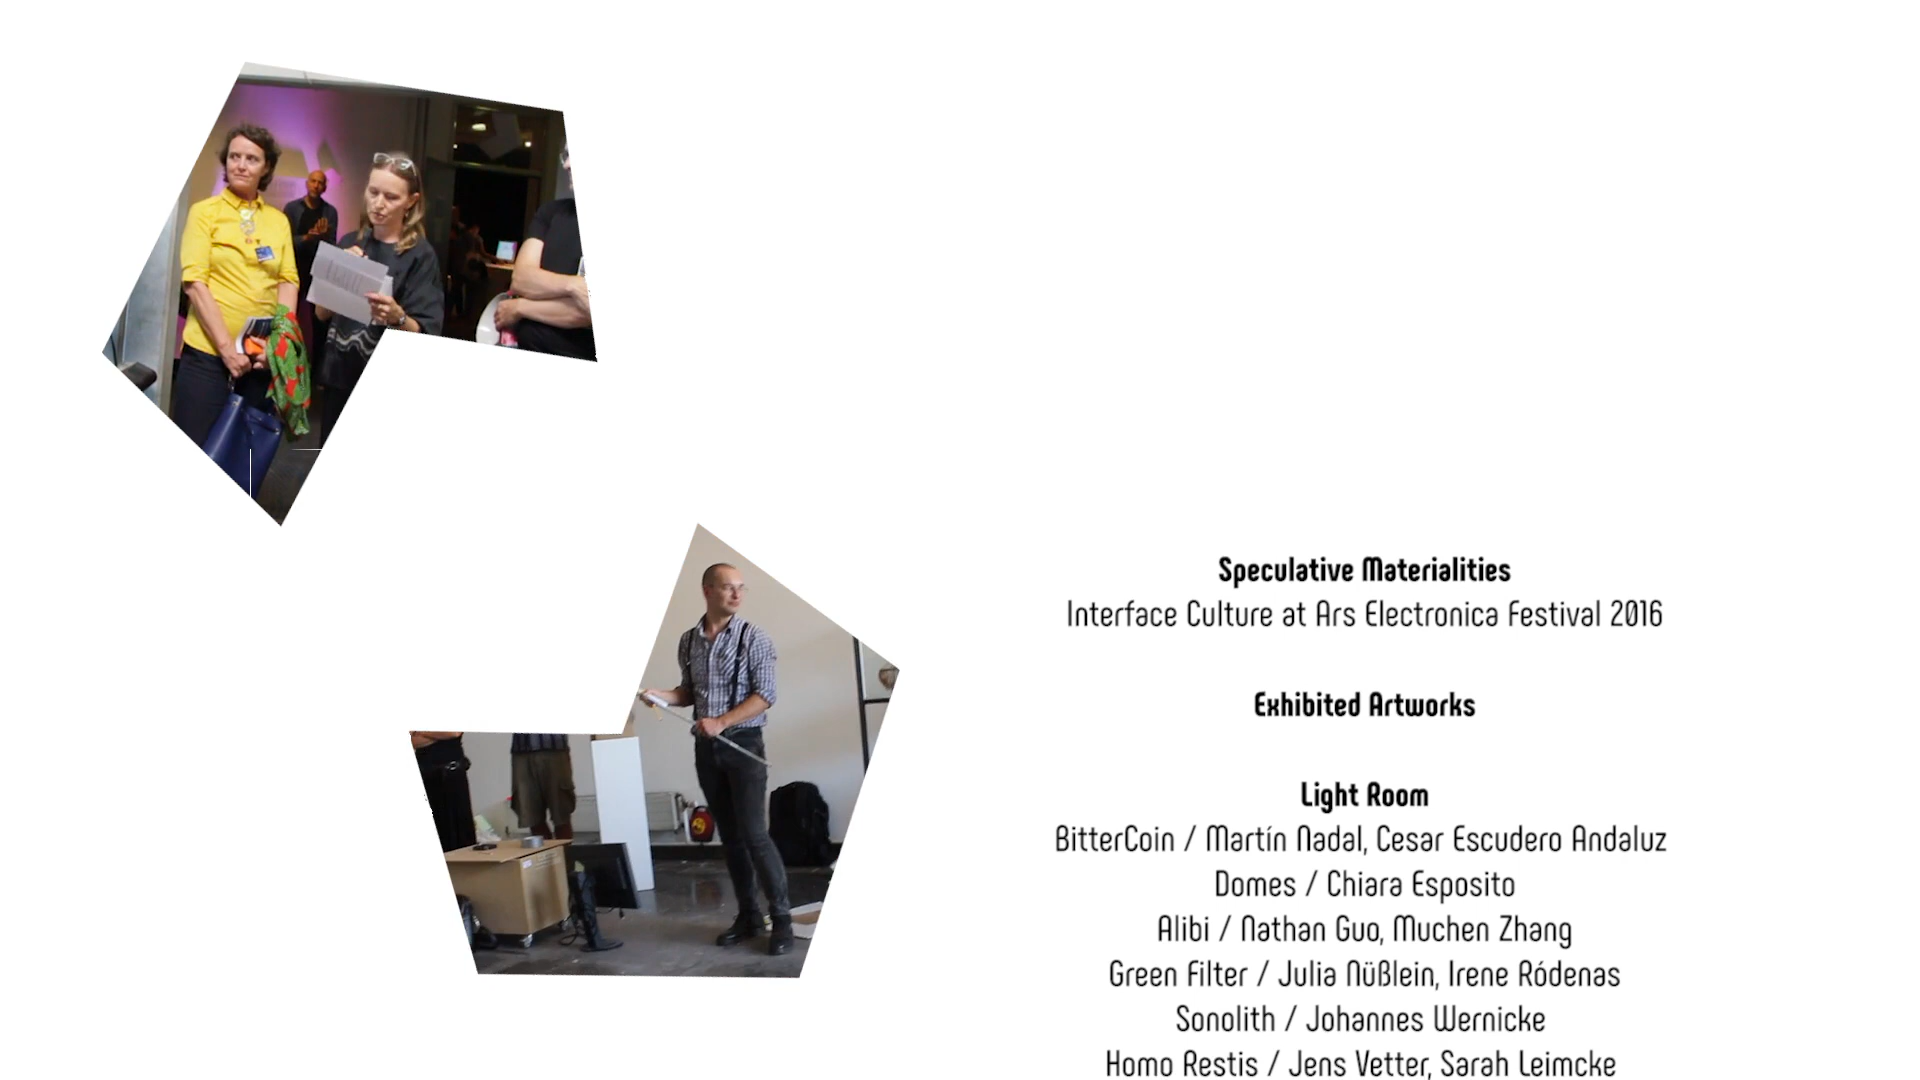 Speculative Materialities
Interface Culture at Ars Electronica Festival 2016
Exhibited Artworks
Light Room
BitterCoin / Martín Nadal, Cesar Escudero Andaluz
Domes / Chiara Esposito
Alibi / Nathan Guo, Muchen Zhang
Green Filter / Julia Nüßlein, Irene Ródenas
Sonolith / Johannes Wernicke
Homo Restis / Jens Vetter, Sarah Leimcke